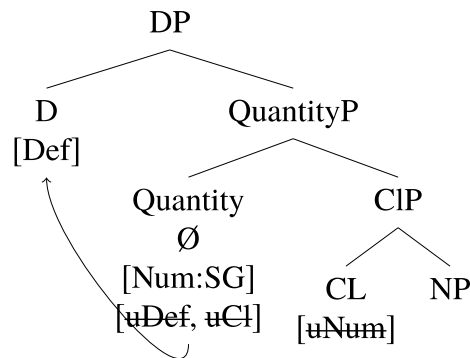 DP
D QuantityP
[Def]
Quantity ClP
Ø
[Num:SG] CL NP
[uDef, uCl] [uNum]